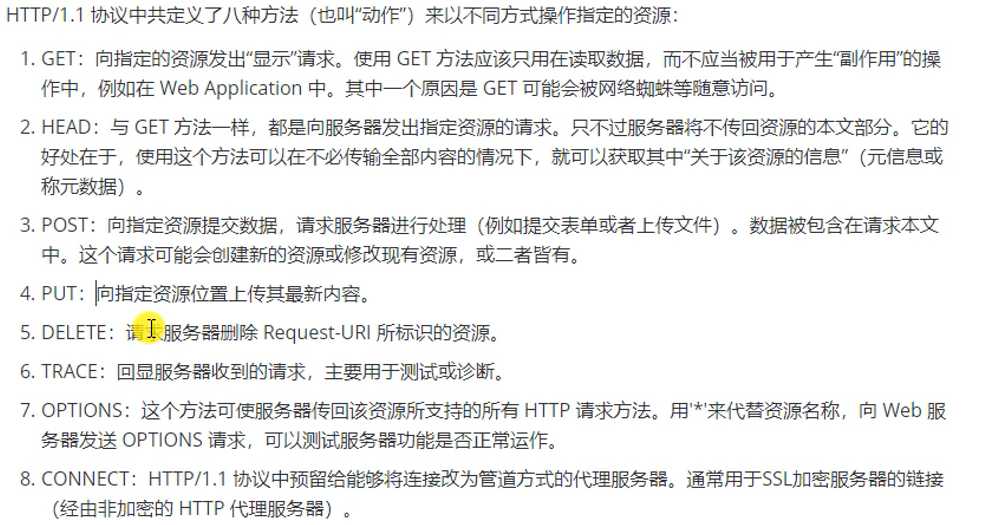 HTTP/1.1 协议中共定义了八种方法（也叫“动作”）来以不同方式操作指定的资源：
1. GET：向指定的资源发出“显示”请求。使用 GET 方法应该只用在读取数据，而不应当被用于产生“副作用”的操
作中，例如在 Web Application 中。其中一个原因是 GET 可能会被网络蜘蛛等随意访问。
2. HEAD：与 GET 方法一样，都是向服务器发出指定资源的请求。只不过服务器将不传回资源的本文部分。它的
好处在于，使用这个方法可以在不必传输全部内容的情况下，就可以获取其中“关于该资源的信息”（元信息或
称元数据）。
3. POST：向指定资源提交数据，请求服务器进行处理（例如提交表单或者上传文件）。数据被包含在请求本文
中。这个请求可能会创建新的资源或修改现有资源，或二者皆有。
4. PUT：向指定资源位置上传其最新内容。
5. DELETE：请求服务器删除 Request-URI 所标识的资源。
6. TRACE：回显服务器收到的请求，主要用于测试或诊断。
7. OPTIONS：这个方法可使服务器传回该资源所支持的所有 HTTP 请求方法。用'*'来代替资源名称，向 Web 服
务器发送 OPTIONS 请求，可以测试服务器功能是否正常运作。
8. CONNECT：HTTP/1.1 协议中预留给能够将连接改为管道方式的代理服务器。通常用于SSL加密服务器的链接
（经由非加密的 HTTP 代理服务器）。